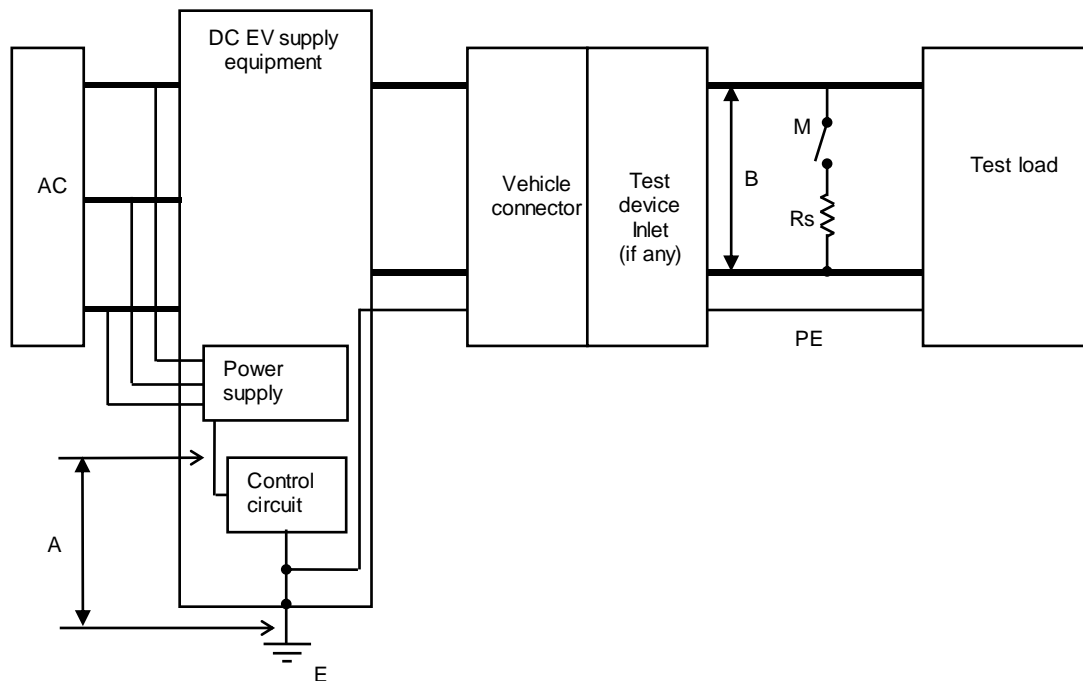 DC EV supply
equipment
AC
Vehicle
connector
Test
device
Inlet
(if any)
B
M
Rs
Test load
PE
Power
supply
Control
circuit
A
E